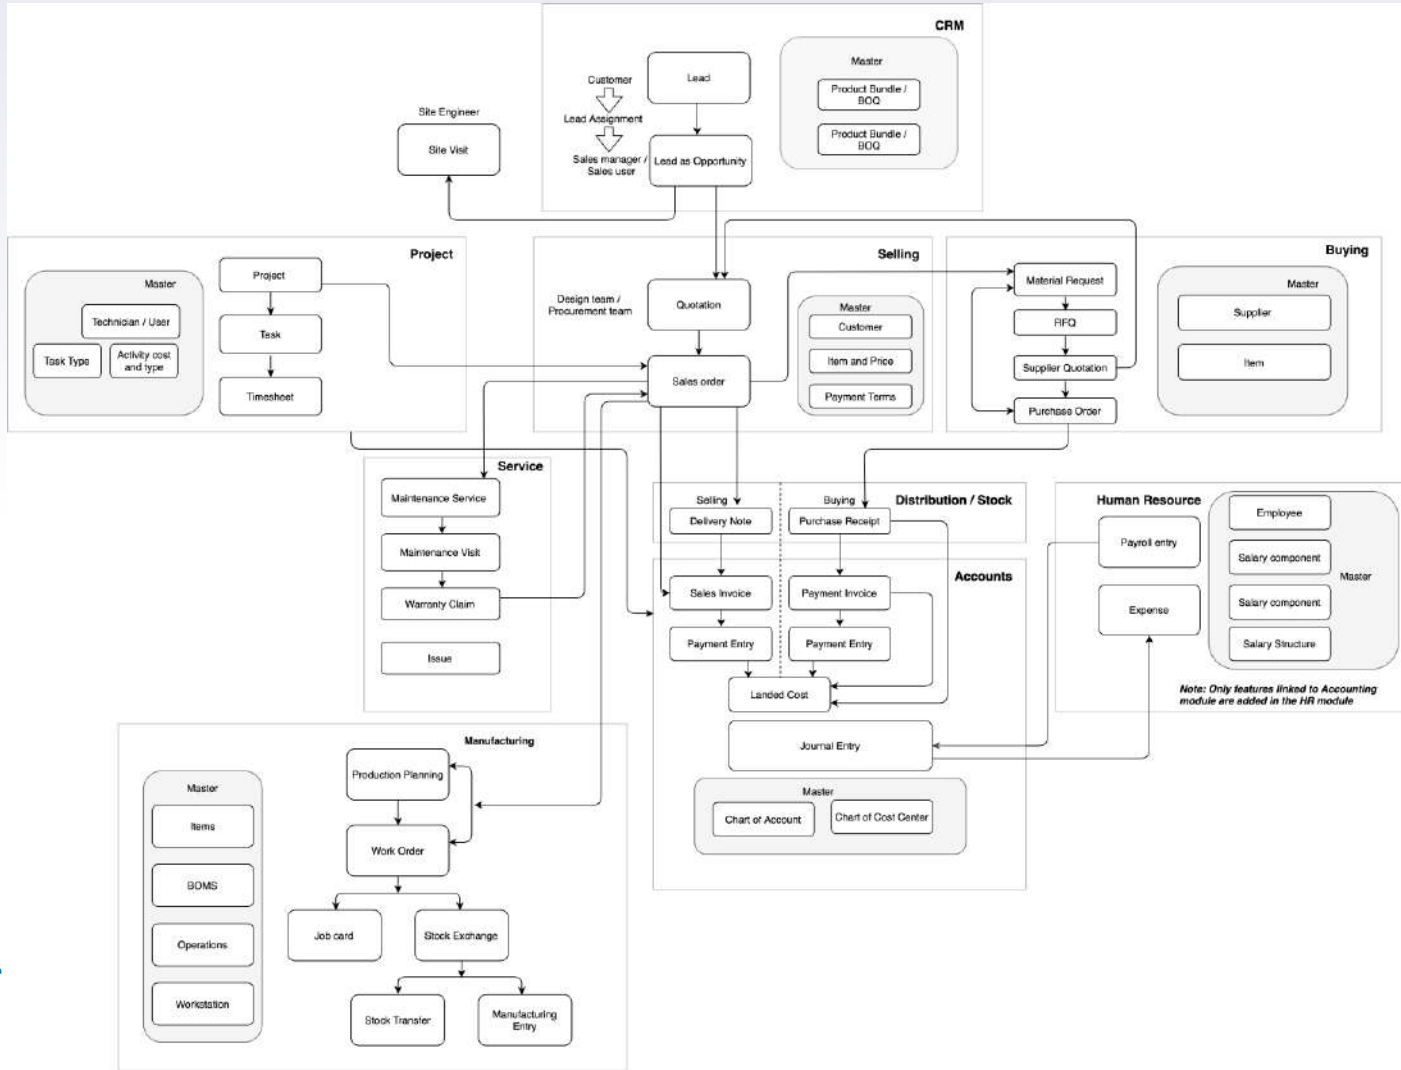 CRM
Master
Product Bundle /
BOQ
Product Bundle /
BOQ
Customer
Lead Assignment
Sales manager /
Sales user
Lead
Lead as Opportunity
Site Engineer
Site Visit
Project
Master
Technician / User
Task Type
Activity cost
and type
Project
Task
Timesheet
Selling
Design team /
Procurement team
Quotation
Sales order
Master
Customer
Item and Price
Payment Terms
Buying
Material Request
RFQ
Supplier Quotation
Purchase Order
Master
Supplier
Item
Service
Maintenance Service
Maintenance Visit
Warranty Claim
Issue
Distribution / Stock
Selling
Delivery Note
Buying
Purchase Receipt
Accounts
Sales Invoice
Payment Entry
Payment Invoice
Payment Entry
Landed Cost
Journal Entry
Master
Chart of Account
Chart of Cost Center
Human Resource
Payroll entry
Expense
Employee
Salary component
Master
Salary component
Salary Structure
Note: Only features linked to Accounting
module are added in the HR module
Manufacturing
Master
Items
BOMS
Operations
Workstation
Production Planning
Work Order
Job card
Stock Exchange
Stock Transfer
Manufacturing
Entry